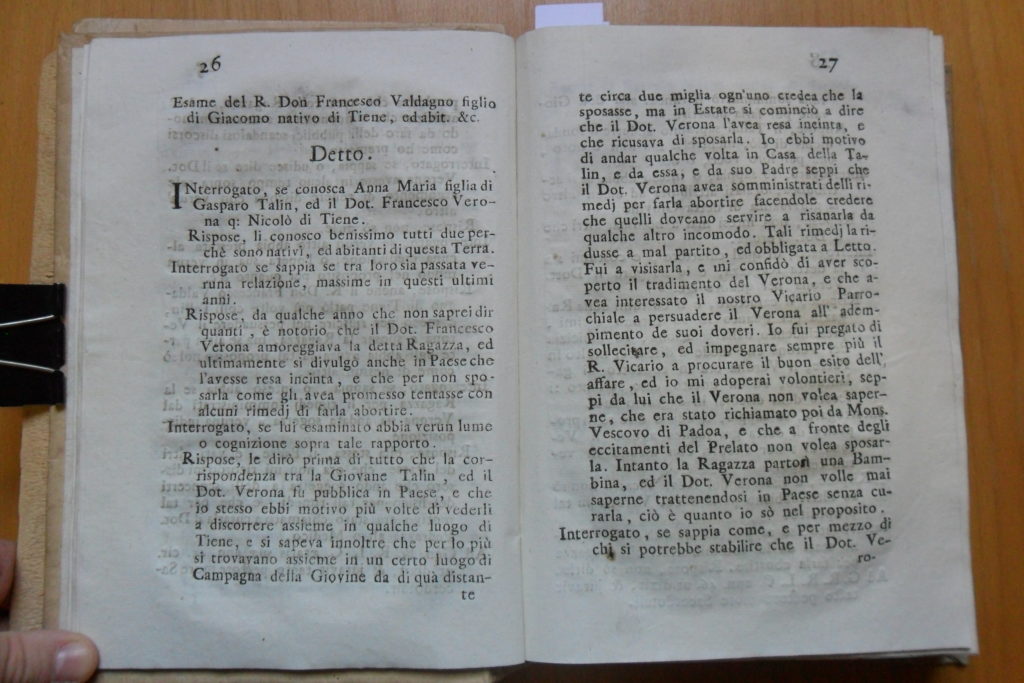 26
Esame del R. Don Francesco Valdagno figlio
di Giacomo nativo di Tiene, ed abit. &c.
Detto.
INterrogato, se conosca Anna Maria figlia di
Gasparo Talin, ed il Dot. Francesco Vero-
na q: Nicolò di Tiene.
Rispose, li conosco benissimo tutti due per-
chè sono nativi, ed abitanti di questa Terra.
Interrogato se sappia se tra loro sia passata ve-
runa relazione, massime in questi ultimi
anni.
Rispose, da qualche anno che non saprei dir
quanti, è notorio che il Dot. Francesco
Verona amoreggiava la detta Ragazza, ed
ultimamente si divulgò anche in Paese che
l'avesse resa incinta, e che per non spo-
sarla come gli avea promesso tentasse con
alcuni rimedj di farla abortire.
Interrogato, se lui esaminato abbia verun lume
o cognizione sopra tale rapporto.
Rispose, le dirò prima di tutto che la cor-
rispondenza tra la Giovane Talin, ed il
Dot. Verona fu pubblica in Paese, e che
io stesso ebbi motivo più volte di vederli
a discorrere assieme in qualche luogo di
Tiene, e si sapeva innoltre che per lo più
si trovavano assieme in un certo luogo di
Campagna della Giovine da di quà distan-
te
27
te circa due miglia ogn'uno credea che la
sposasse, ma in Estate si cominciò a dire
che il Dot. Verona l'avea resa incinta, e
che ricusava di sposarla. Io ebbi motivo
di andar qualche volta in Casa della Ta-
lin, e da essa, e da suo Padre seppi che
il Dot. Verona avea somministrati delli ri-
medj per farla abortire facendole credere
che quelli doveano servire a risanarla da
qualche altro incomodo. Tali rimedj la ri-
dusse a mal partito, ed obbligata a Letto.
Fui a visisarla, e mi confidò di aver sco-
perto il tradimento del Verona, e che a-
vea interessato il nostro Vicario Parro-
chiale a persuadere il Verona all' adem-
pimento de suoi doveri. Io fui pregato di
sollecitare, ed impegnare sempre più il
R. Vicario a procurare il buon esito dell'
affare, ed io mi adoperai volontieri, sep-
pi da lui che il Verona non volea saper-
ne, che era stato richiamato poi da Mons.
Vescovo di Padoa, e che a fronte degli
eccitamenti del Prelato non volea sposar-
la. Intanto la Ragazza partorì una Bam-
bina, ed il Dot. Verona non volle mai
saperne trattenendosi in Paese senza cu-
rarla, ciò è quanto io sò nel proposito.
Interrogato, se sappia come, e per mezzo di
chi si potrebbe stabilire che il Dot. Ve-
ro-